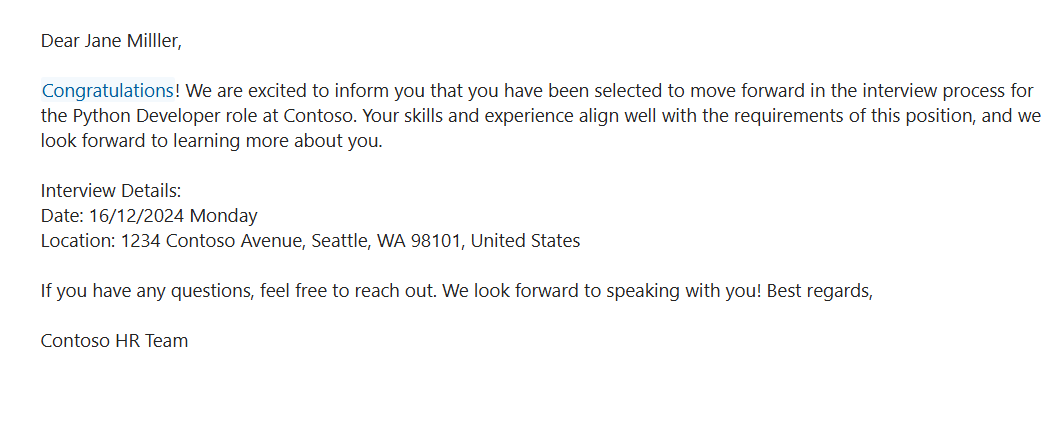 Dear Jane Milller,
Congratulations! We are excited to inform you that you have been selected to move forward in the interview process for
the Python Developer role at Contoso. Your skills and experience align well with the requirements of this position, and we
look forward to learning more about you.
Interview Details:
Date: 16/12/2024 Monday
Location: 1234 Contoso Avenue, Seattle, WA 98101, United States
If you have any questions, feel free to reach out. We look forward to speaking with you! Best regards,
Contoso HR Team